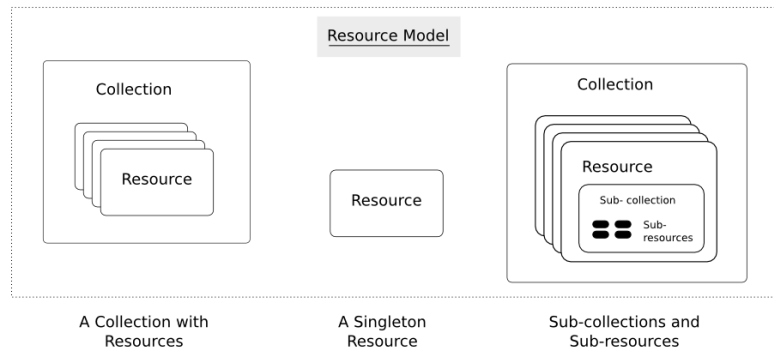 Resource Model
Collection
Resource
Resource
Collection
Resource
Sub- collection
Sub-
resources
A Collection with
Resources
A Singleton
Resource
Sub-collections and
Sub-resources